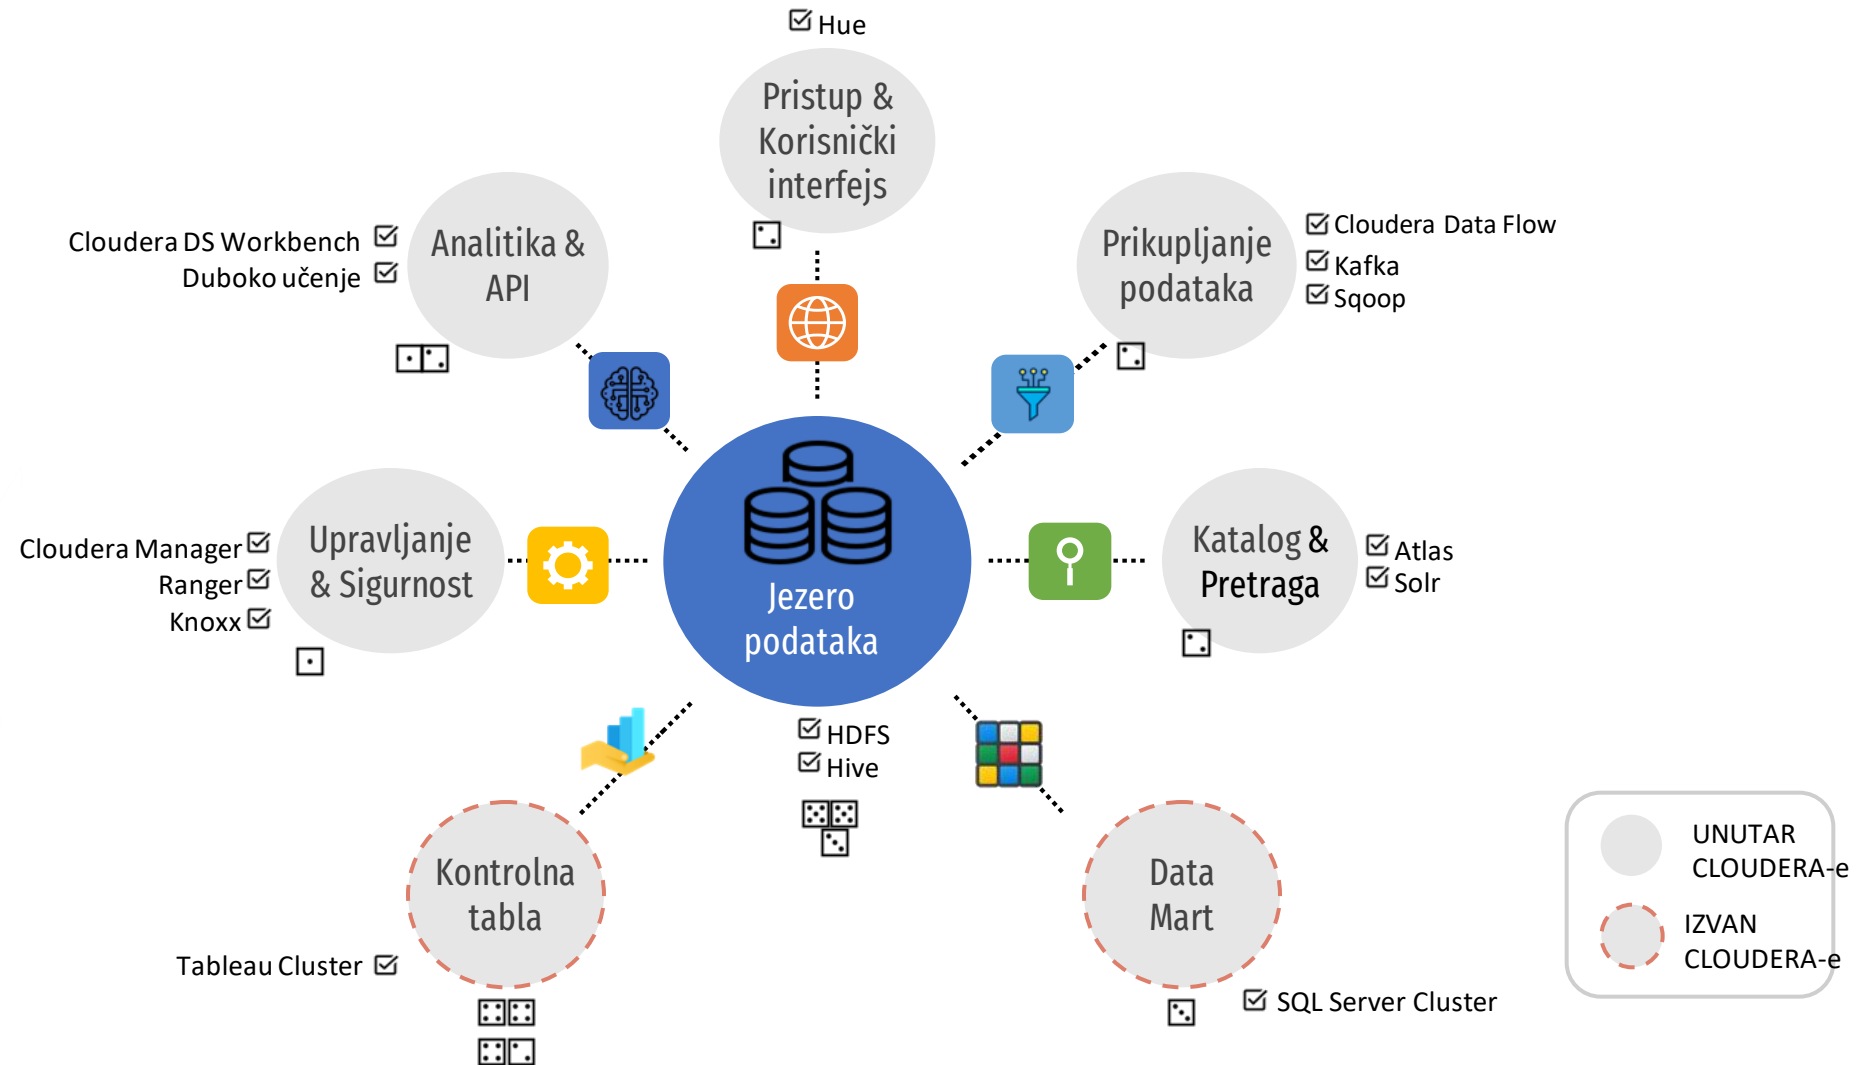 Hue
Pristup &
Korisnički
interfejs
Cloudera DS Workbench
Duboko učenje
Analitika &
API
Prikupljanje
podataka
Cloudera Data Flow
Kafka
Sqoop
Cloudera Manager
Ranger
Knoxx
Upravljanje
& Sigurnost
Jezero
podataka
Katalog &
Pretraga
Atlas
Solr
HDFS
Hive
Kontrolna
tabla
Tableau Cluster
Data
Mart
SQL Server Cluster
UNUTAR
CLOUDERA-e
IZVAN
CLOUDERA-e